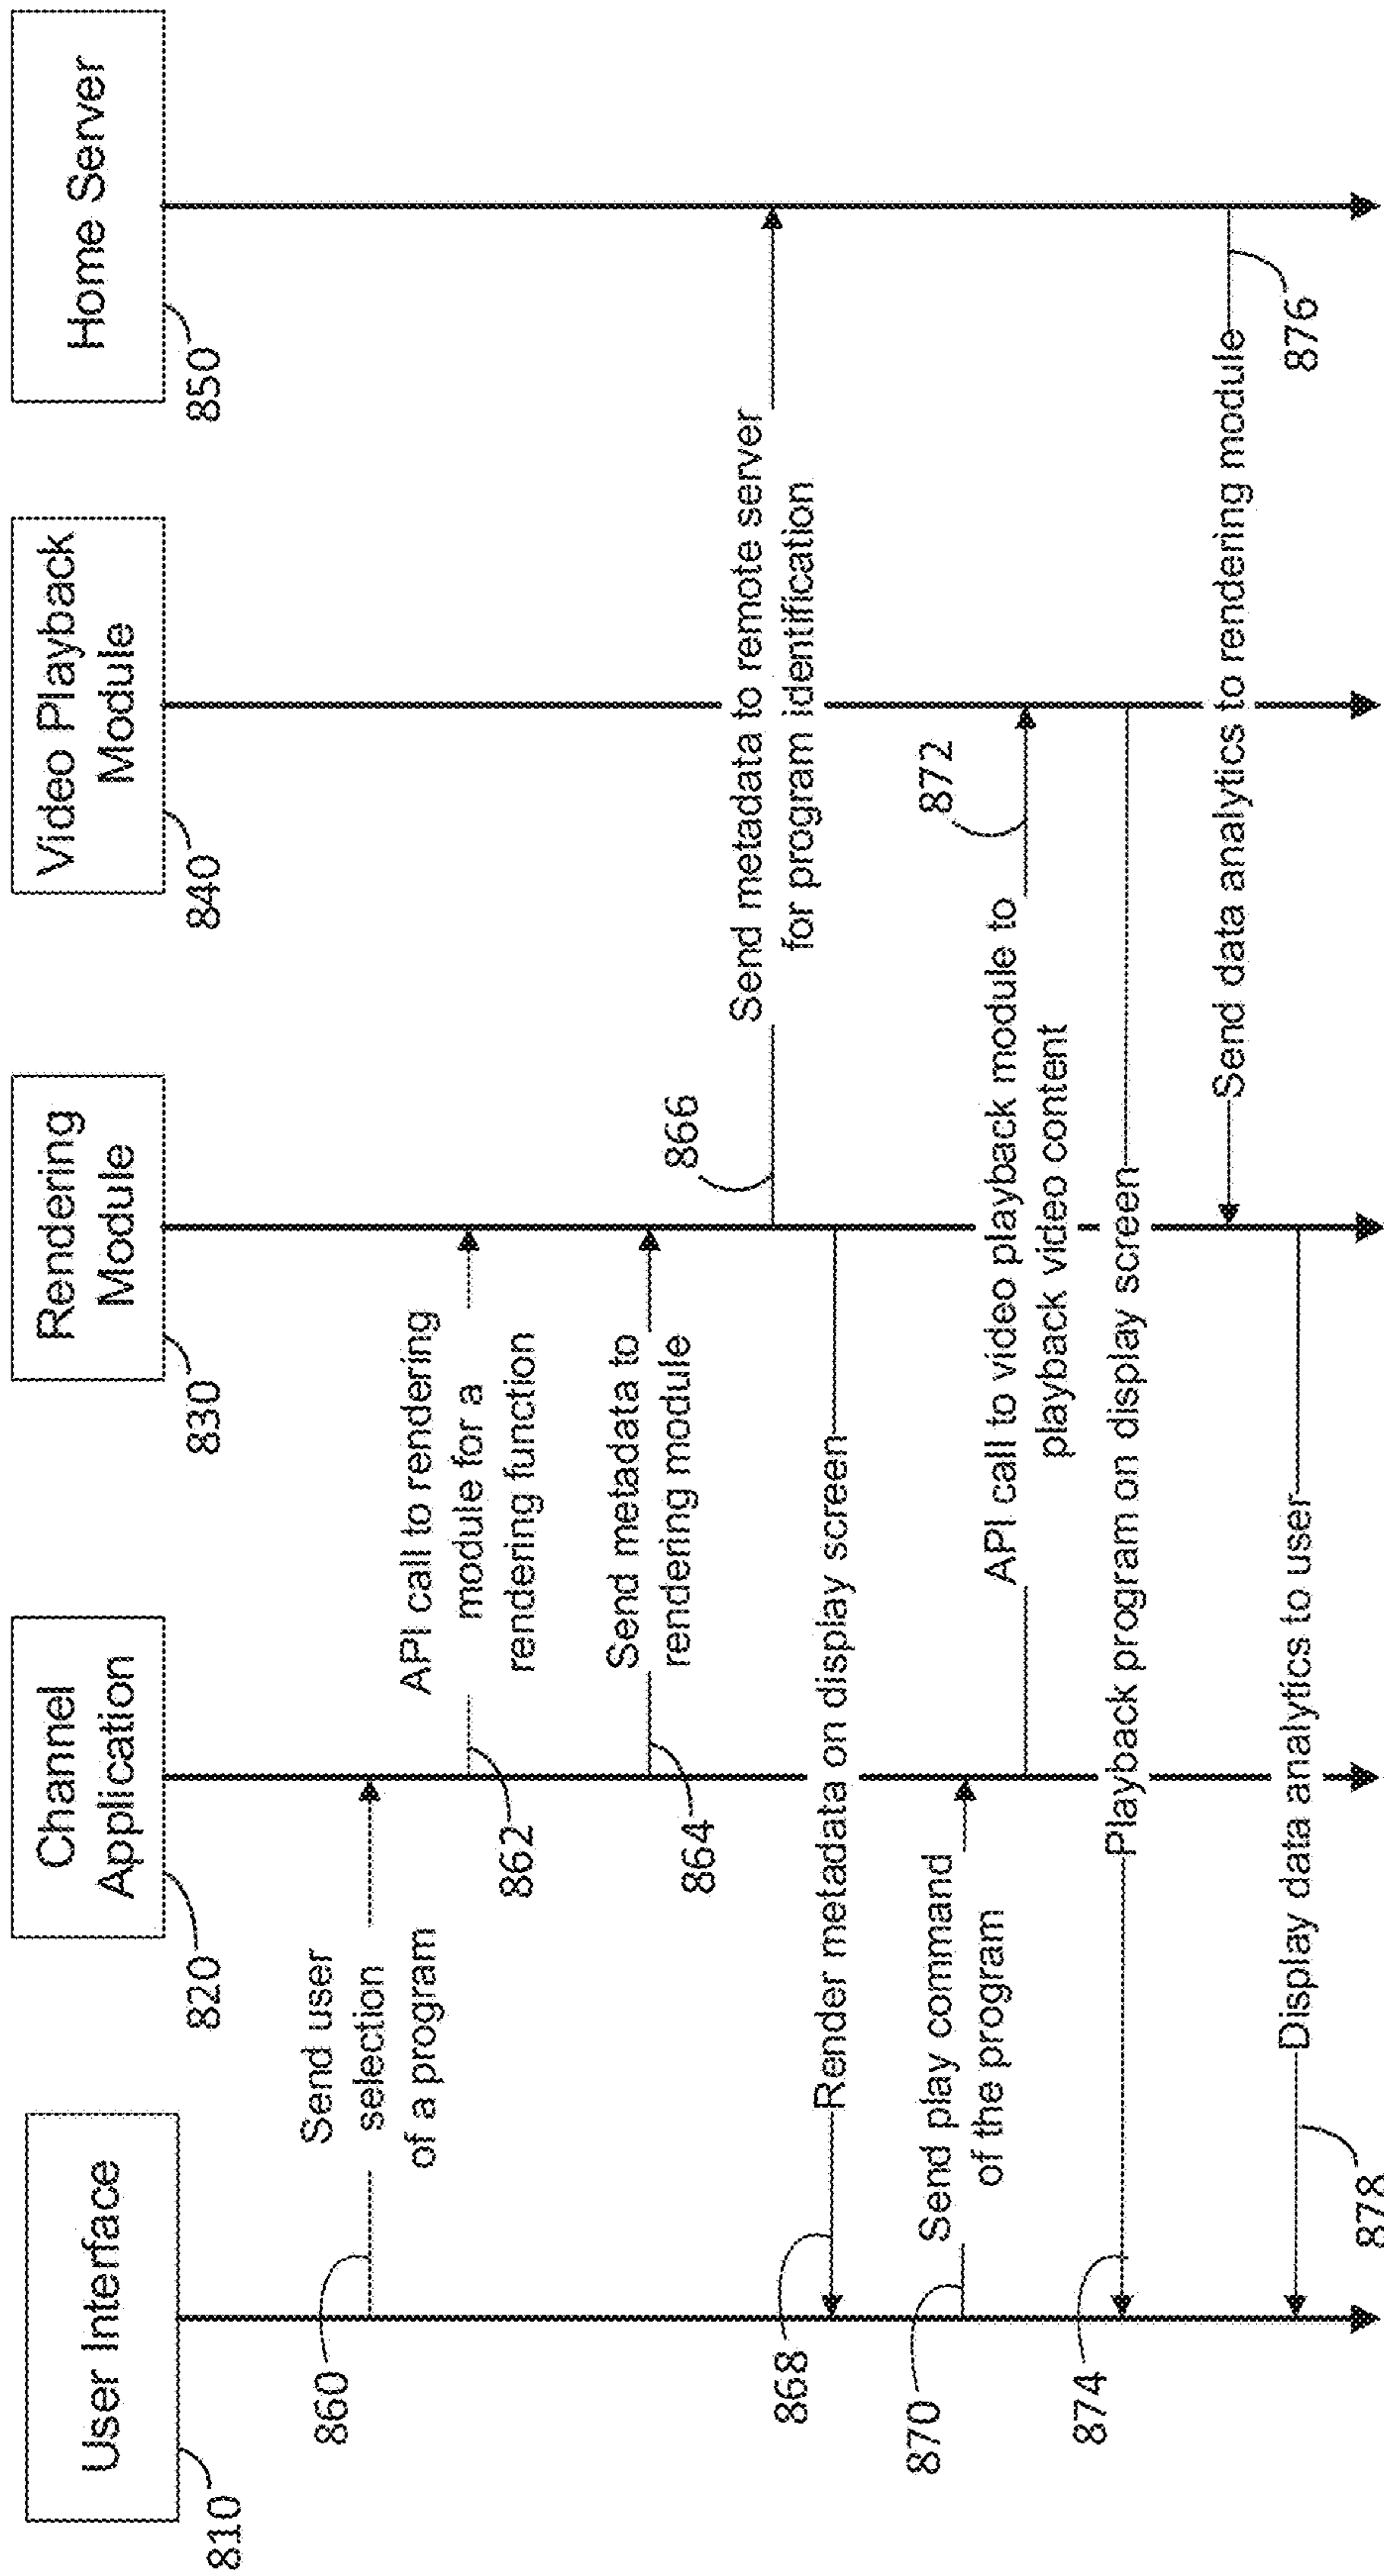 User Interface
810
Channel
Application
820
Rendering
Module
830
Video Playback
Module
840
Home Server
850
860
Send user
selection
of a program
862
API call to rendering
module for a
rendering function
864
Send metadata to
rendering module
866
Send metadata to remote server
for program identification
868
Render metadata on display screen
870
Send play command
of the program
872
API call to video playback module to
playback video content
874
Playback program on display screen
876
Send data analytics to rendering module
878
Display data analytics to user